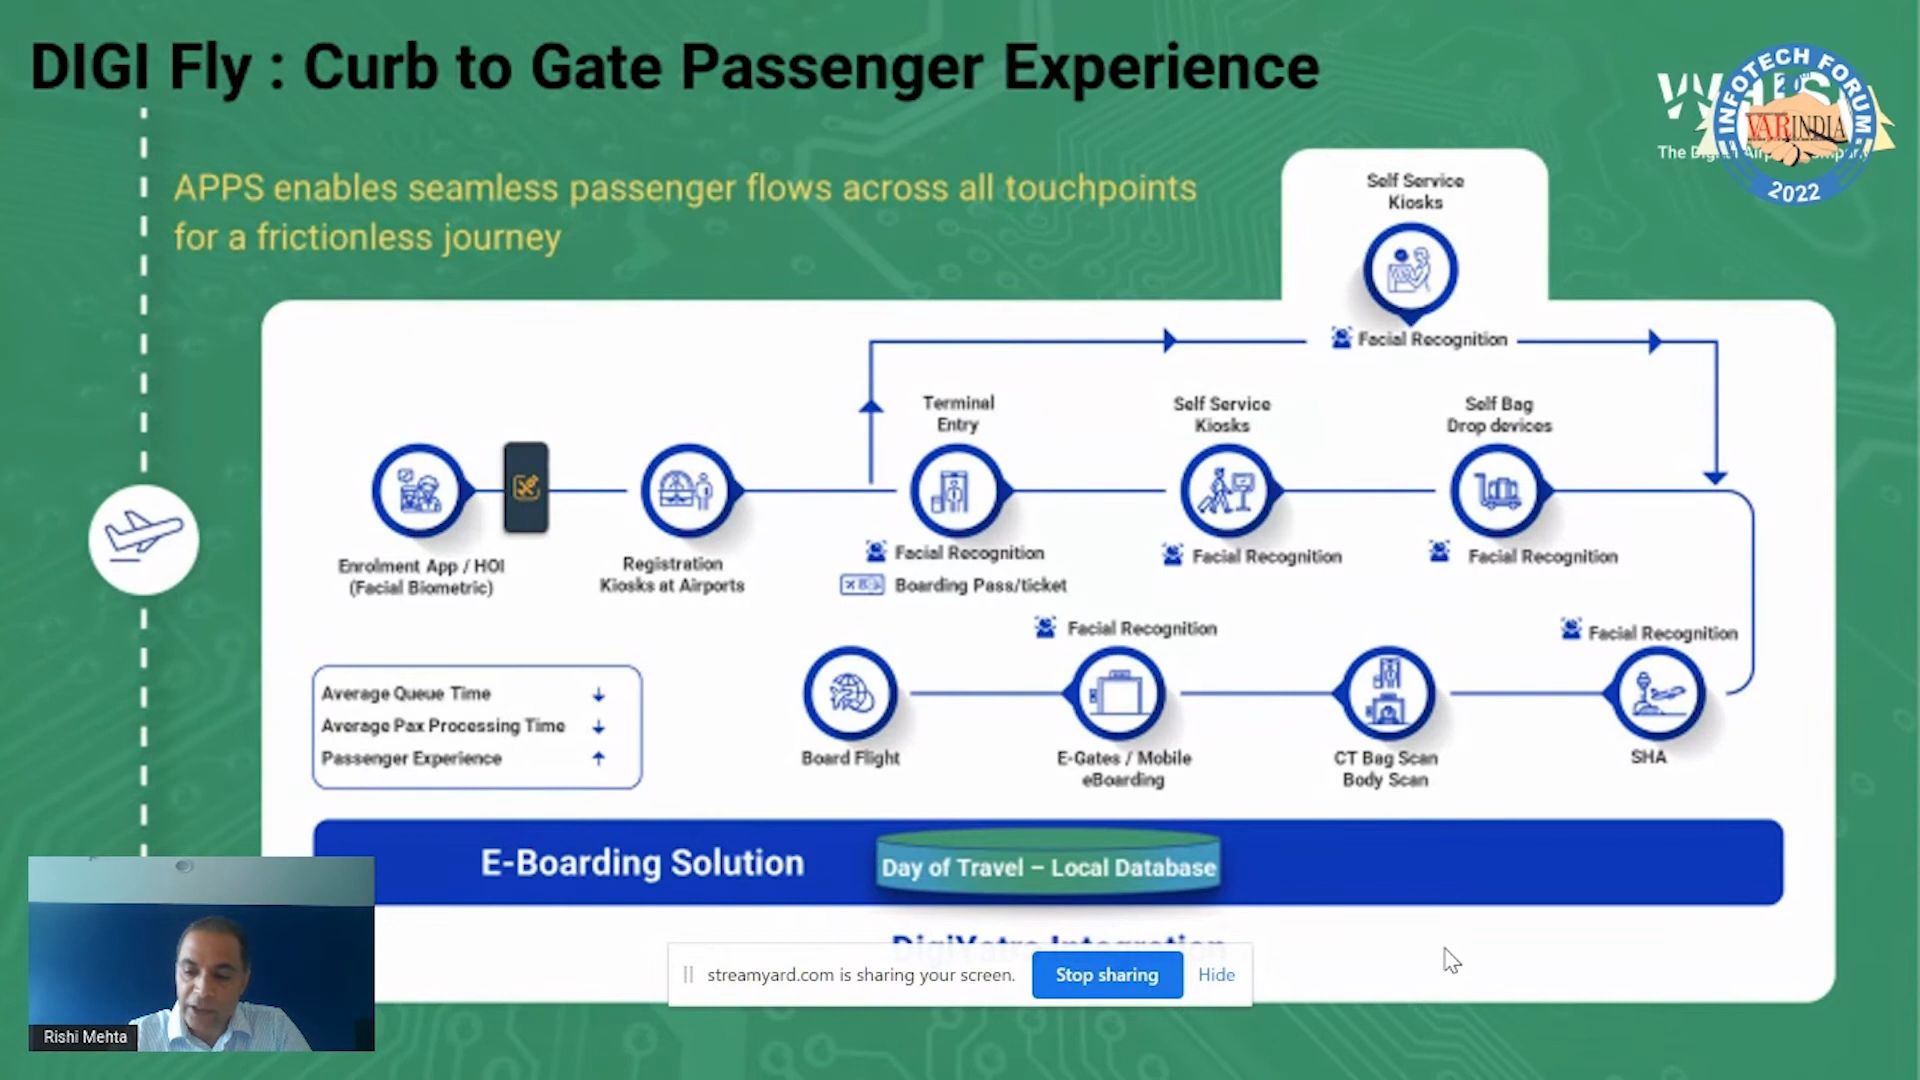 DIGI Fly : Curb to Gate Passenger Experience
INFOTECH FORUM
VARINDIA
2022
APPS enables seamless passenger flows across all touchpoints
for a frictionless journey
Self Service
Kiosks
Facial Recognition
Terminal
Entry
Self Service
Kiosks
Self Bag
Drop devices
Enrolment App / HOI
(Facial Biometric)
Registration
Kiosks at Airports
Facial Recognition
Boarding Pass/ticket
Facial Recognition
Facial Recognition
Facial Recognition
Facial Recognition
Average Queue Time
Average Pax Processing Time
Passenger Experience
Board Flight
E-Gates / Mobile
eBoarding
CT Bag Scan
Body Scan
SHA
E-Boarding Solution
Day of Travel – Local Database
streamyard.com is sharing your screen.
Stop sharing
Hide
Rishi Mehta